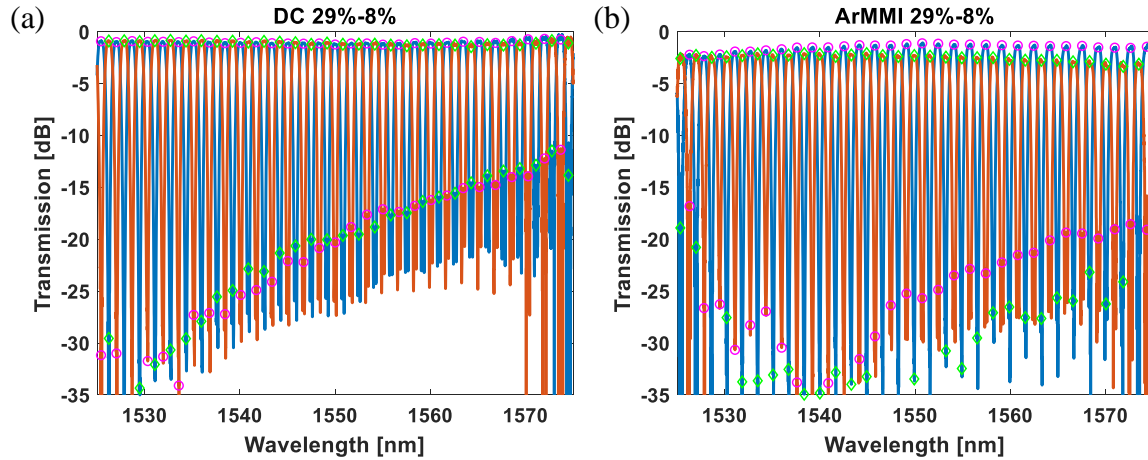 (a)
DC 29%-8%
0
-5
-10
-15
-20
-25
-30
-35
Transmission [dB]
1530 1540 1550 1560 1570
Wavelength [nm]
(b)
ArMMI 29%-8%
0
-5
-10
-15
-20
-25
-30
-35
Transmission [dB]
1530 1540 1550 1560 1570
Wavelength [nm]